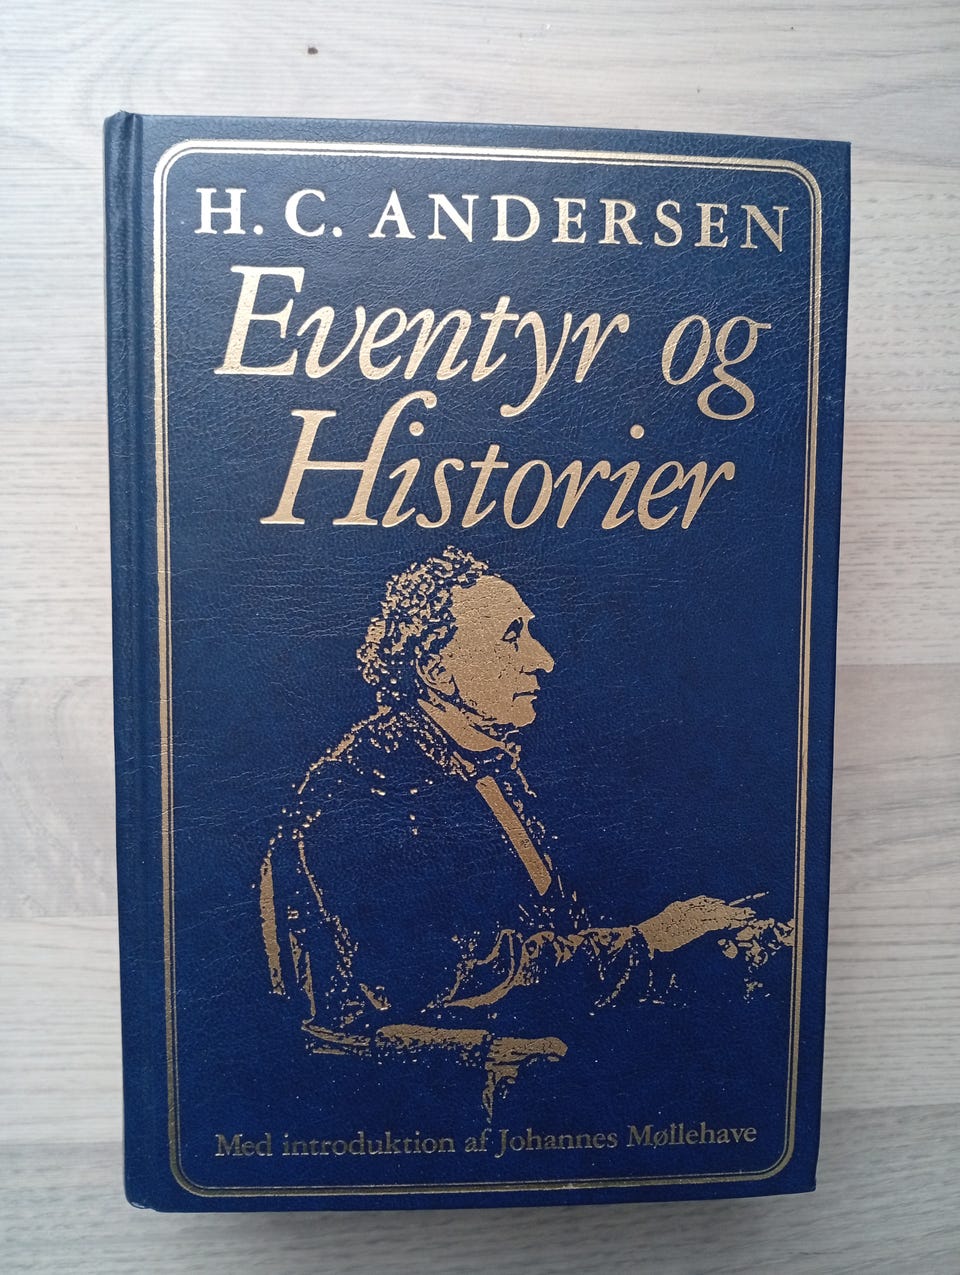 H. C. ANDERSEN
Eventyr og
Historier
Med introduktion af Johannes Møllehave